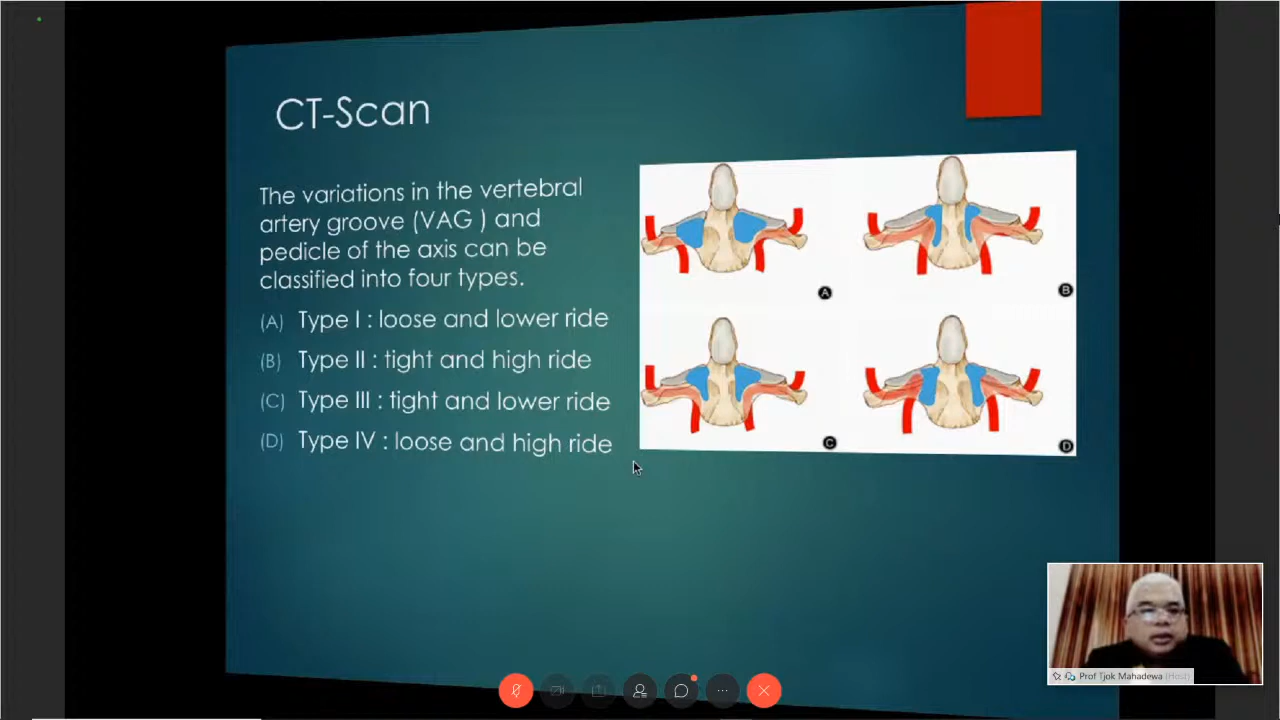 CT-Scan
The variations in the vertebral
artery groove (VAG ) and
pedicle of the axis can be
classified into four types.
(A) Type I : loose and lower ride
(B) Type II : tight and high ride
(C) Type III : tight and lower ride
(D) Type IV : loose and high ride
A
B
C
D
Prof Tjok Mahadewa (Host)